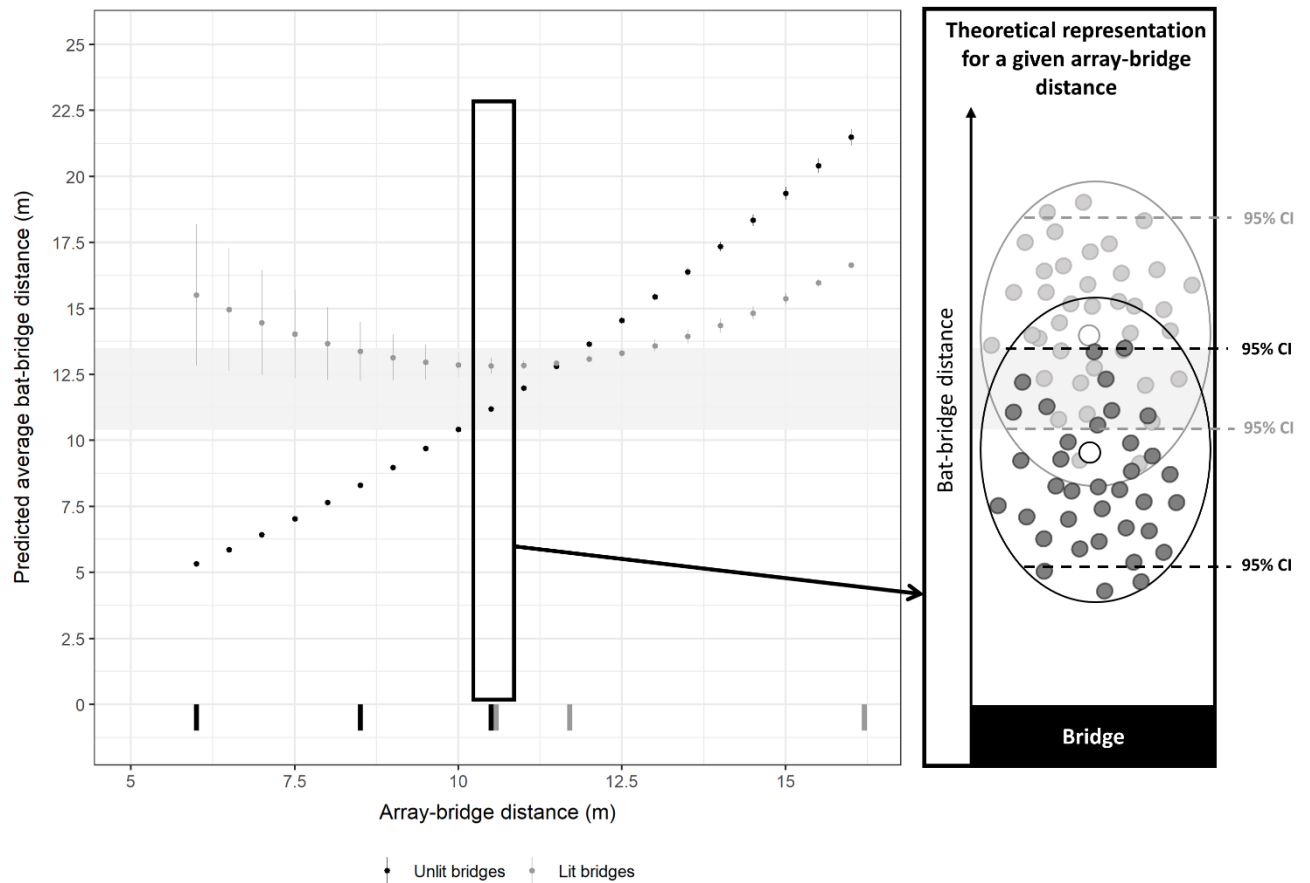 25
22.5
20
17.5
15
12.5
10
7.5
5
2.5
0
Predicted average bat-bridge distance (m)
5
7.5
10
12.5
15
Array-bridge distance (m)
Unlit bridges
Lit bridges
Theoretical representation
for a given array-bridge
distance
Bat-bridge distance
95% CI
95% CI
95% CI
95% CI
Bridge